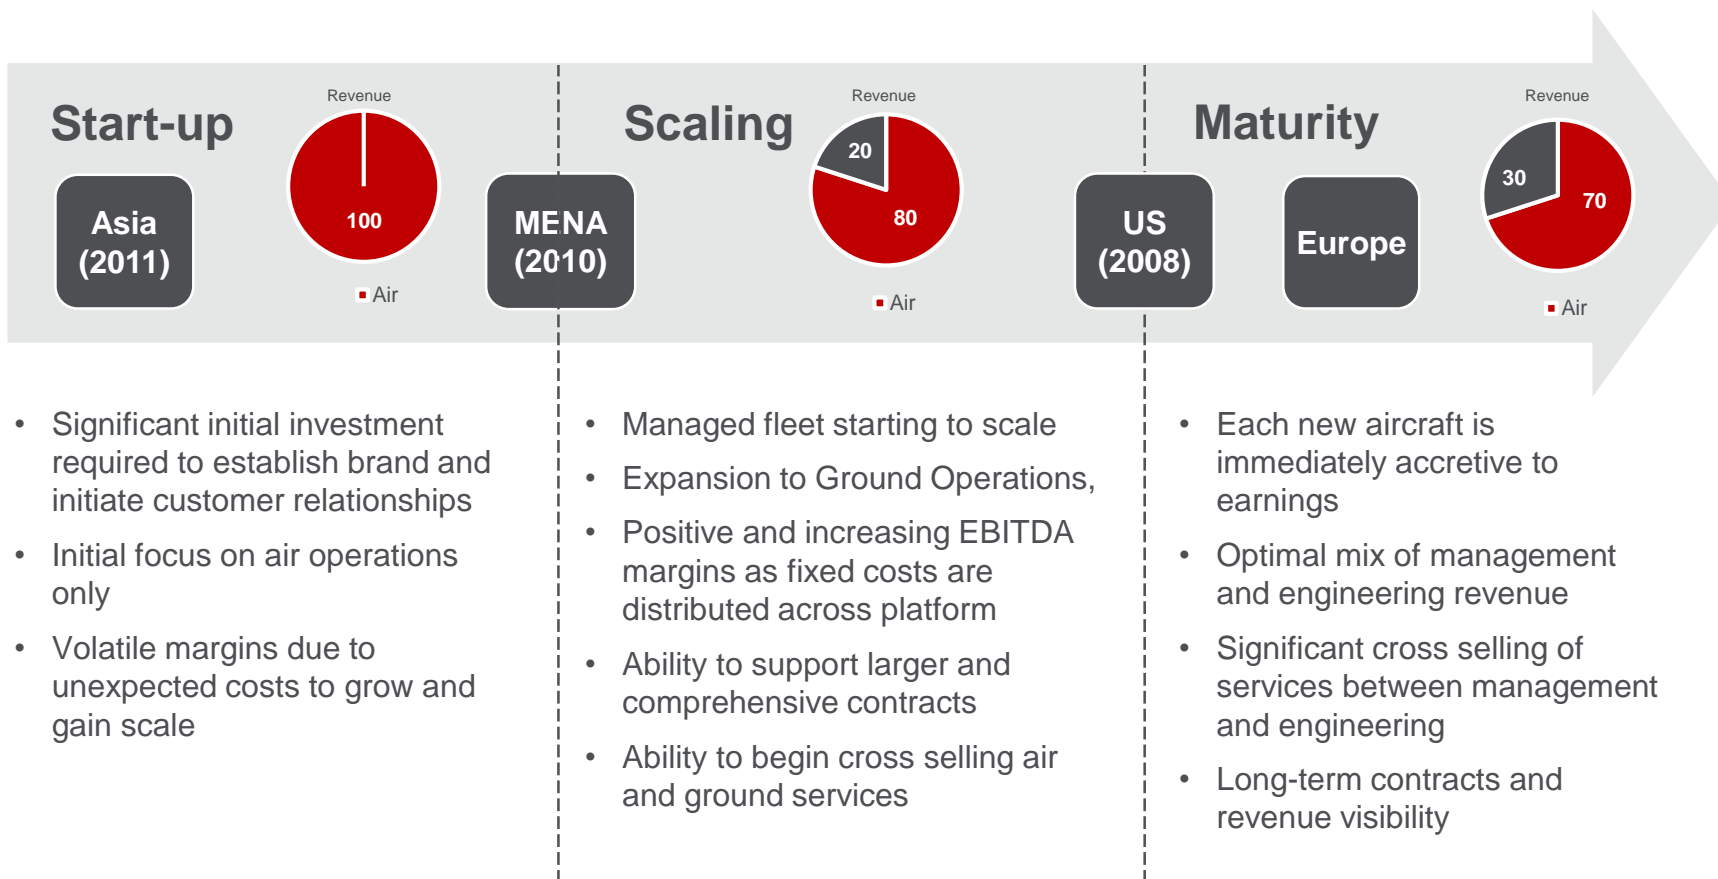 Start-up
Revenue
100
Air
Asia
(2011)
MENA
(2010)
Scaling
Revenue
20
80
Air
US
(2008)
Maturity
Europe
Revenue
30
70
Air
• Significant initial investment
required to establish brand and
initiate customer relationships
• Initial focus on air operations
only
• Volatile margins due to
unexpected costs to grow and
gain scale
• Managed fleet starting to scale
• Expansion to Ground Operations,
• Positive and increasing EBITDA
margins as fixed costs are
distributed across platform
• Ability to support larger and
comprehensive contracts
• Ability to begin cross selling air
and ground services
• Each new aircraft is
immediately accretive to
earnings
• Optimal mix of management
and engineering revenue
• Significant cross selling of
services between management
and engineering
• Long-term contracts and
revenue visibility